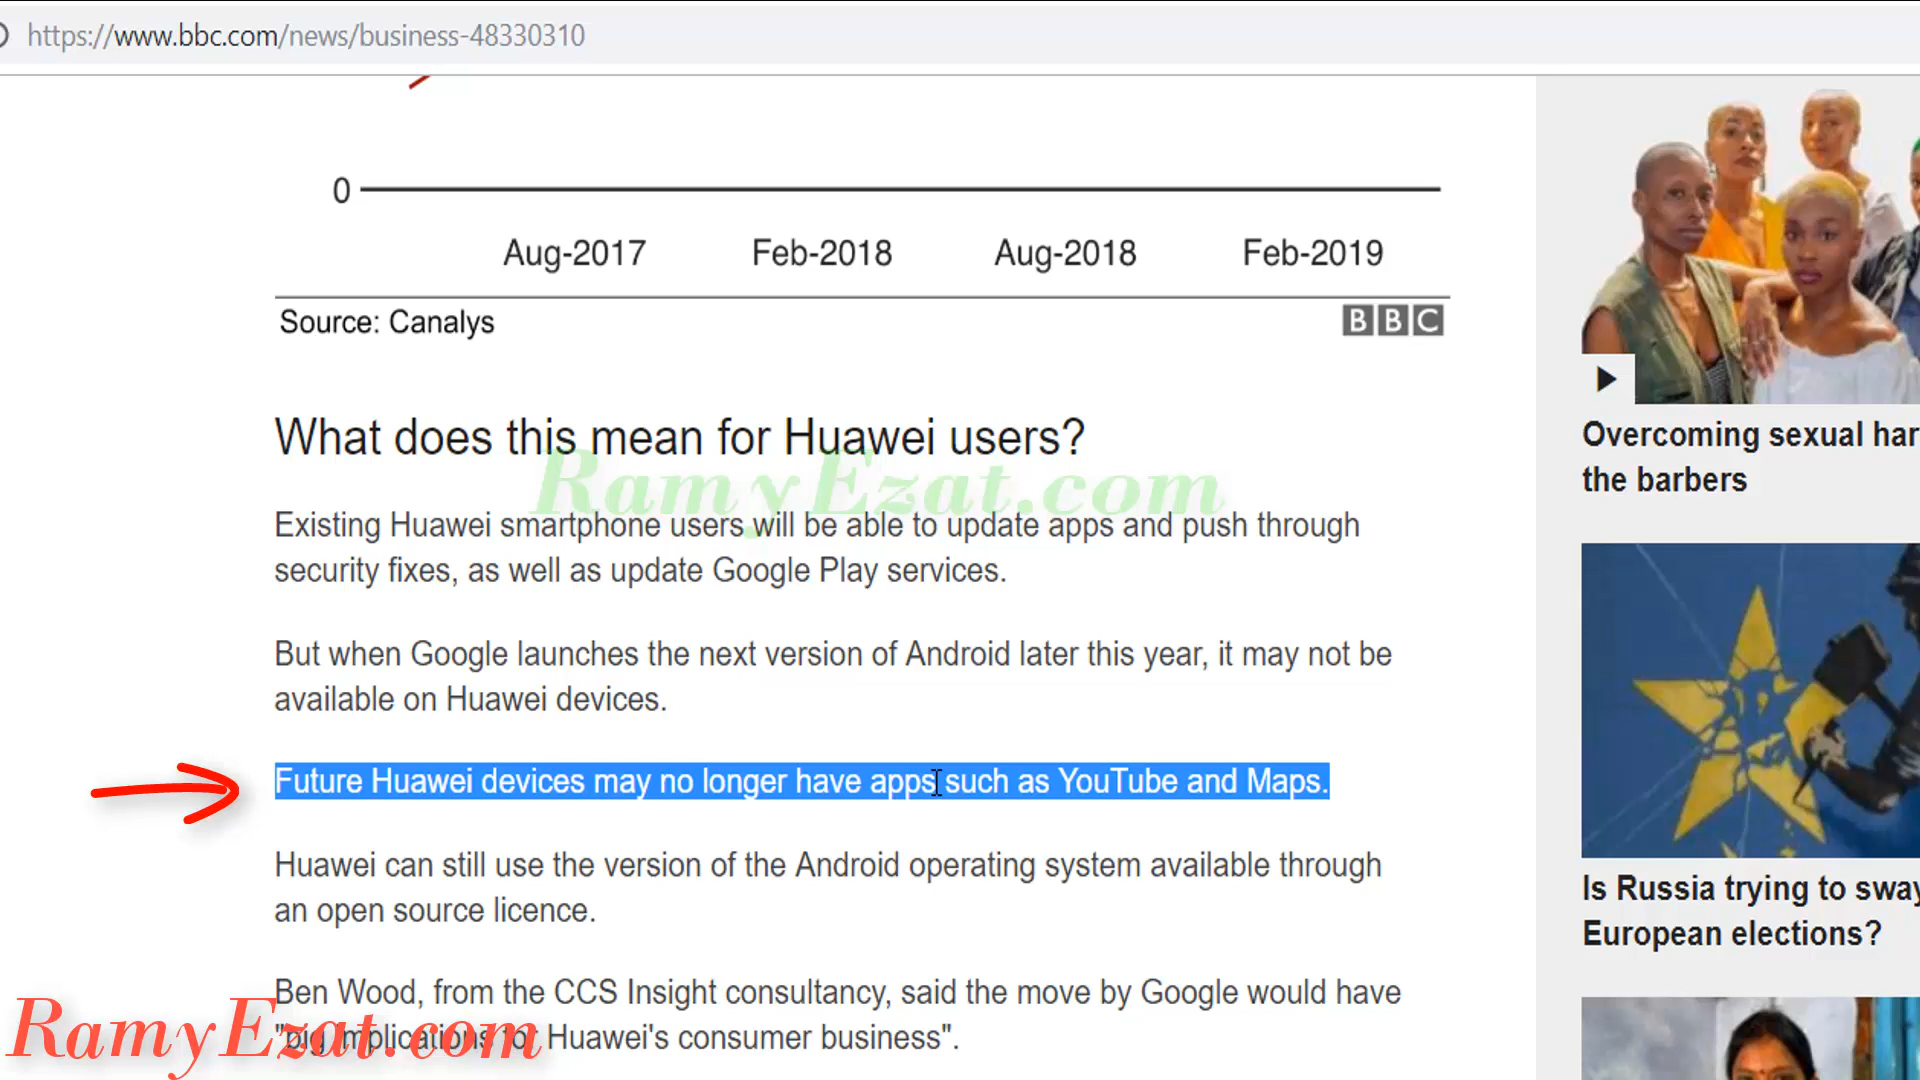 https://www.bbc.com/news/business-48330310
0
Aug-2017 Feb-2018 Aug-2018 Feb-2019
Source: Canalys
BBC
What does this mean for Huawei users?
RamyEzat.com
Existing Huawei smartphone users will be able to update apps and push through
security fixes, as well as update Google Play services.
But when Google launches the next version of Android later this year, it may not be
available on Huawei devices.
Future Huawei devices may no longer have apps such as YouTube and Maps.
Huawei can still use the version of the Android operating system available through
an open source licence.
Ben Wood, from the CCS Insight consultancy, said the move by Google would have
"big implications for Huawei's consumer business".
RamyEzat.com
Overcoming sexual har
the barbers
Is Russia trying to sway
European elections?